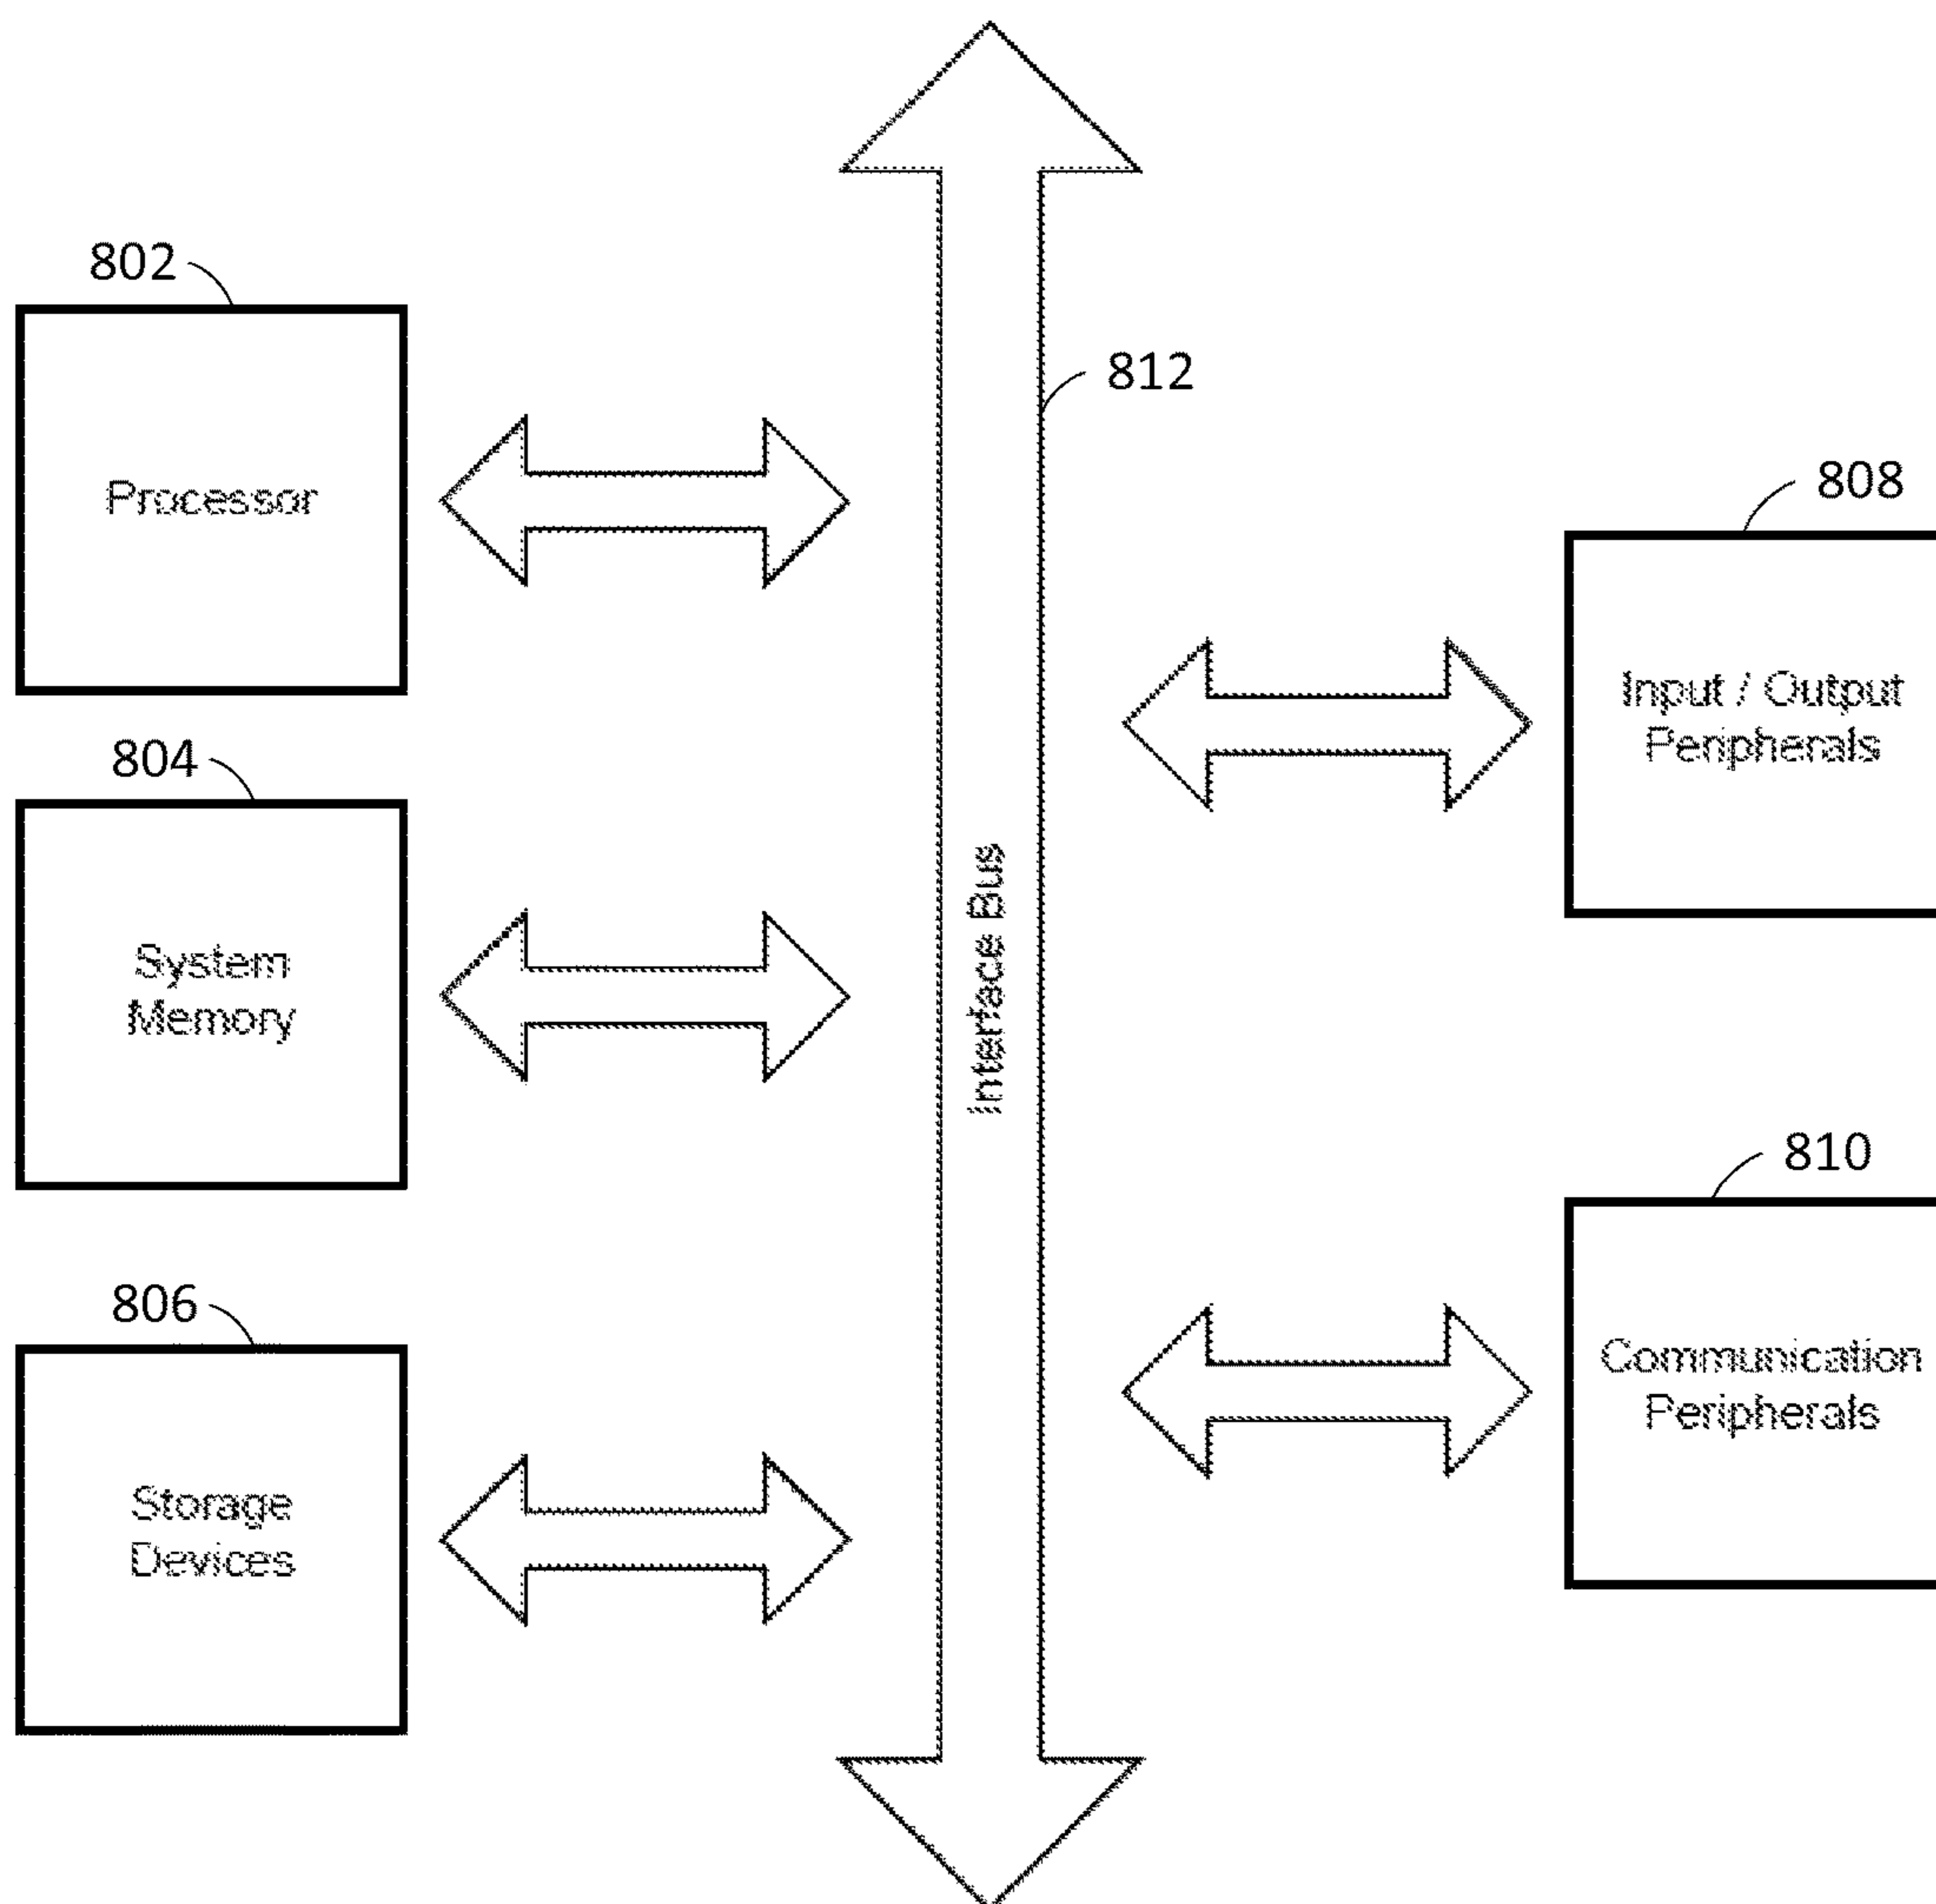 802
Processor
804
System
Memory
806
Storage
Devices
812
Interface Bus
808
Input / Output
Peripherals
810
Communication
Peripherals